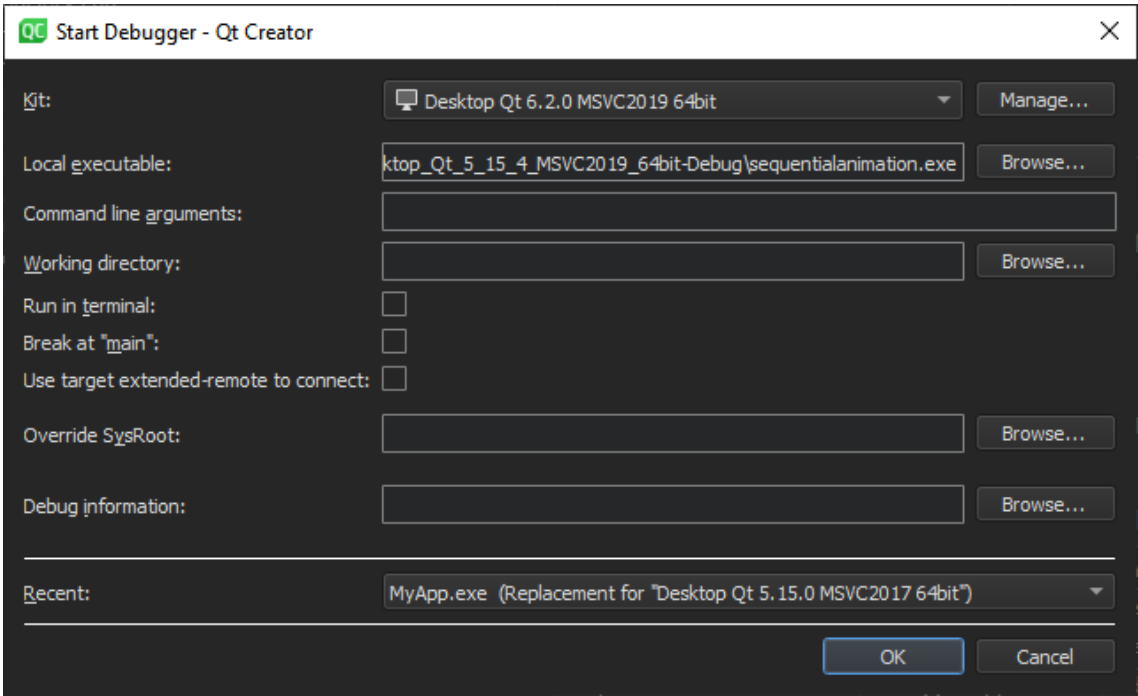 QC Start Debugger - Qt Creator
Kit: Desktop Qt 6.2.0 MSVC2019 64bit Manage...
Local executable: ktop_Qt_5_15_4_MSVC2019_64bit-Debug\sequentialanimation.exe Browse...
Command line arguments:
Working directory: Browse...
Run in terminal:
Break at "main":
Use target extended-remote to connect:
Override SysRoot: Browse...
Debug information: Browse...
Recent: MyApp.exe (Replacement for "Desktop Qt 5.15.0 MSVC2017 64bit")
OK Cancel